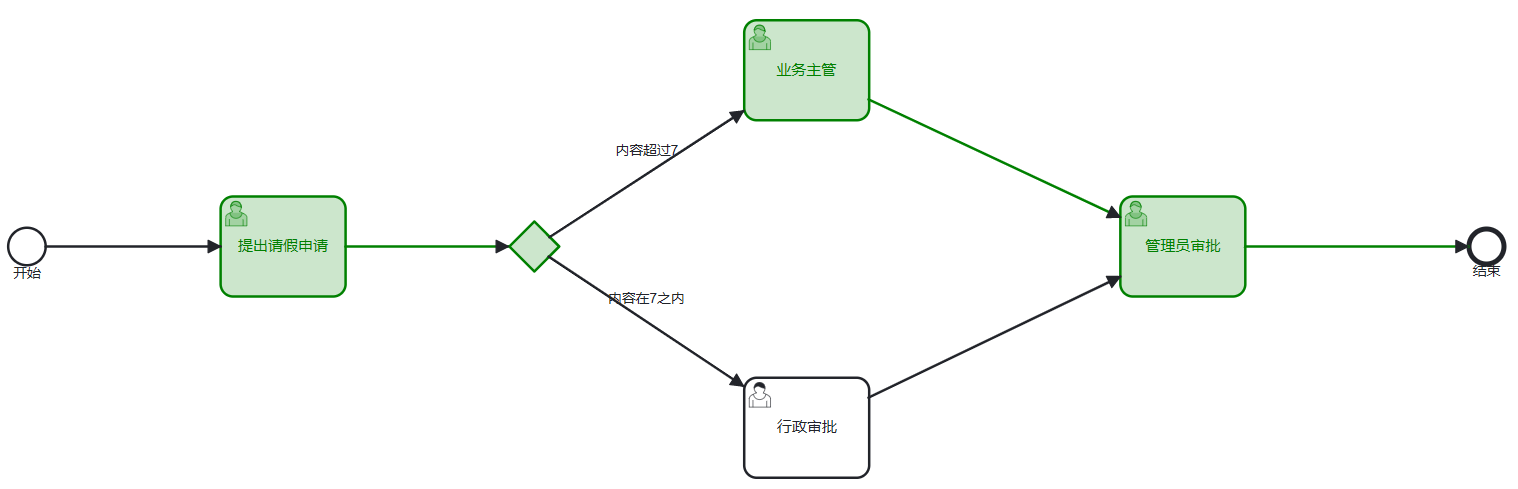 开始
提出请假申请
内容超过7
内容在7之内
业务主管
行政审批
管理员审批
结束